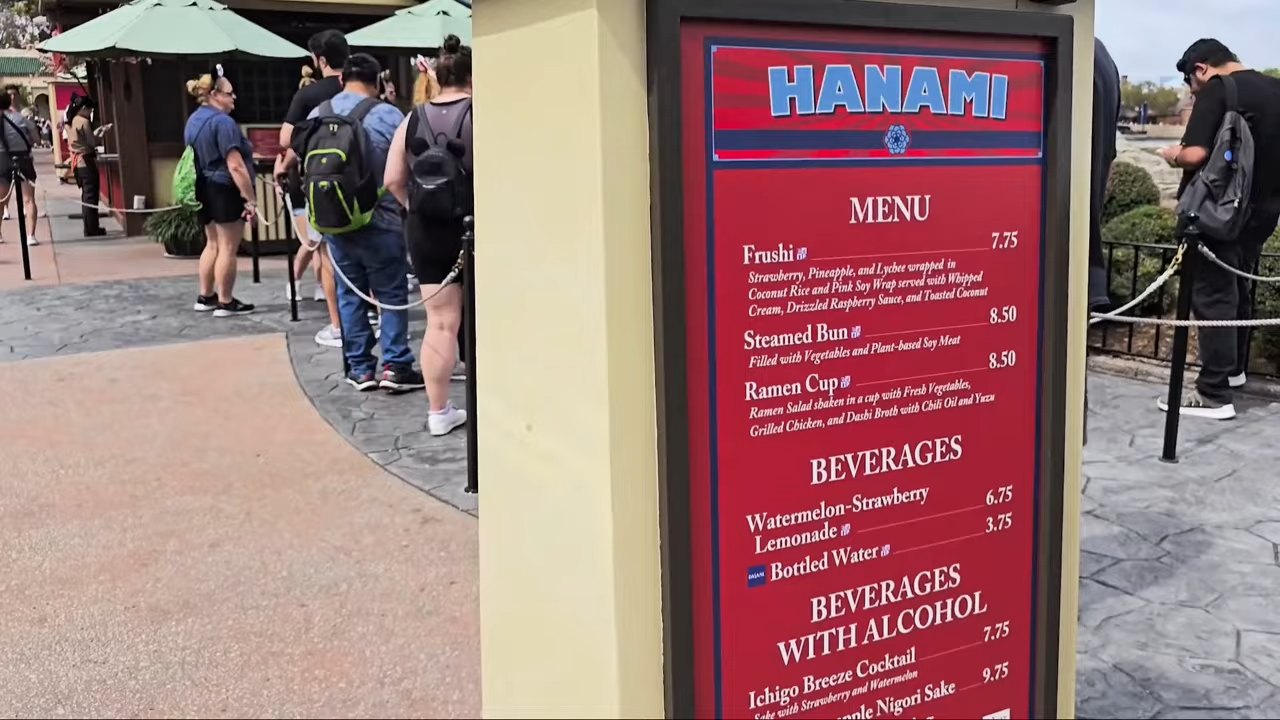 HANAMI
MENU
Frushi 7.75
Strawberry, Pineapple, and Lychee wrapped in
Coconut Rice and Pink Soy Wrap served with Whipped
Cream, Drizzled Raspberry Sauce, and Toasted Coconut
Steamed Bun 8.50
Filled with Vegetables and Plant-based Soy Meat
Ramen Cup 8.50
Ramen Salad shaken in a cup with Fresh Vegetables,
Grilled Chicken, and Dashi Broth with Chili Oil and Yuzu
BEVERAGES
Watermelon-Strawberry
Lemonade 6.75
DASANI Bottled Water 3.75
BEVERAGES
WITH ALCOHOL
Ichigo Breeze Cocktail 7.75
Sake with Strawberry and Watermelon
Nigori Sake 9.75